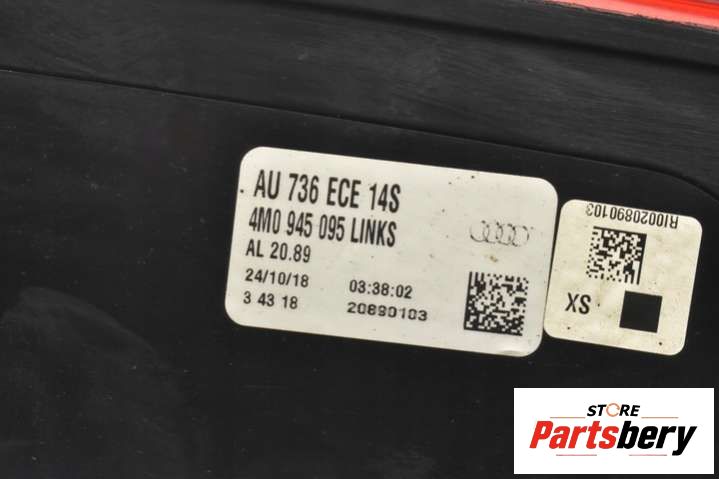 AU 736 ECE 14S
4M0 945 095 LINKS
AL 20.89
24/10/18 03:38:02
3 43 18 20890103
RI0020890103
SX
STORE
Partsbery